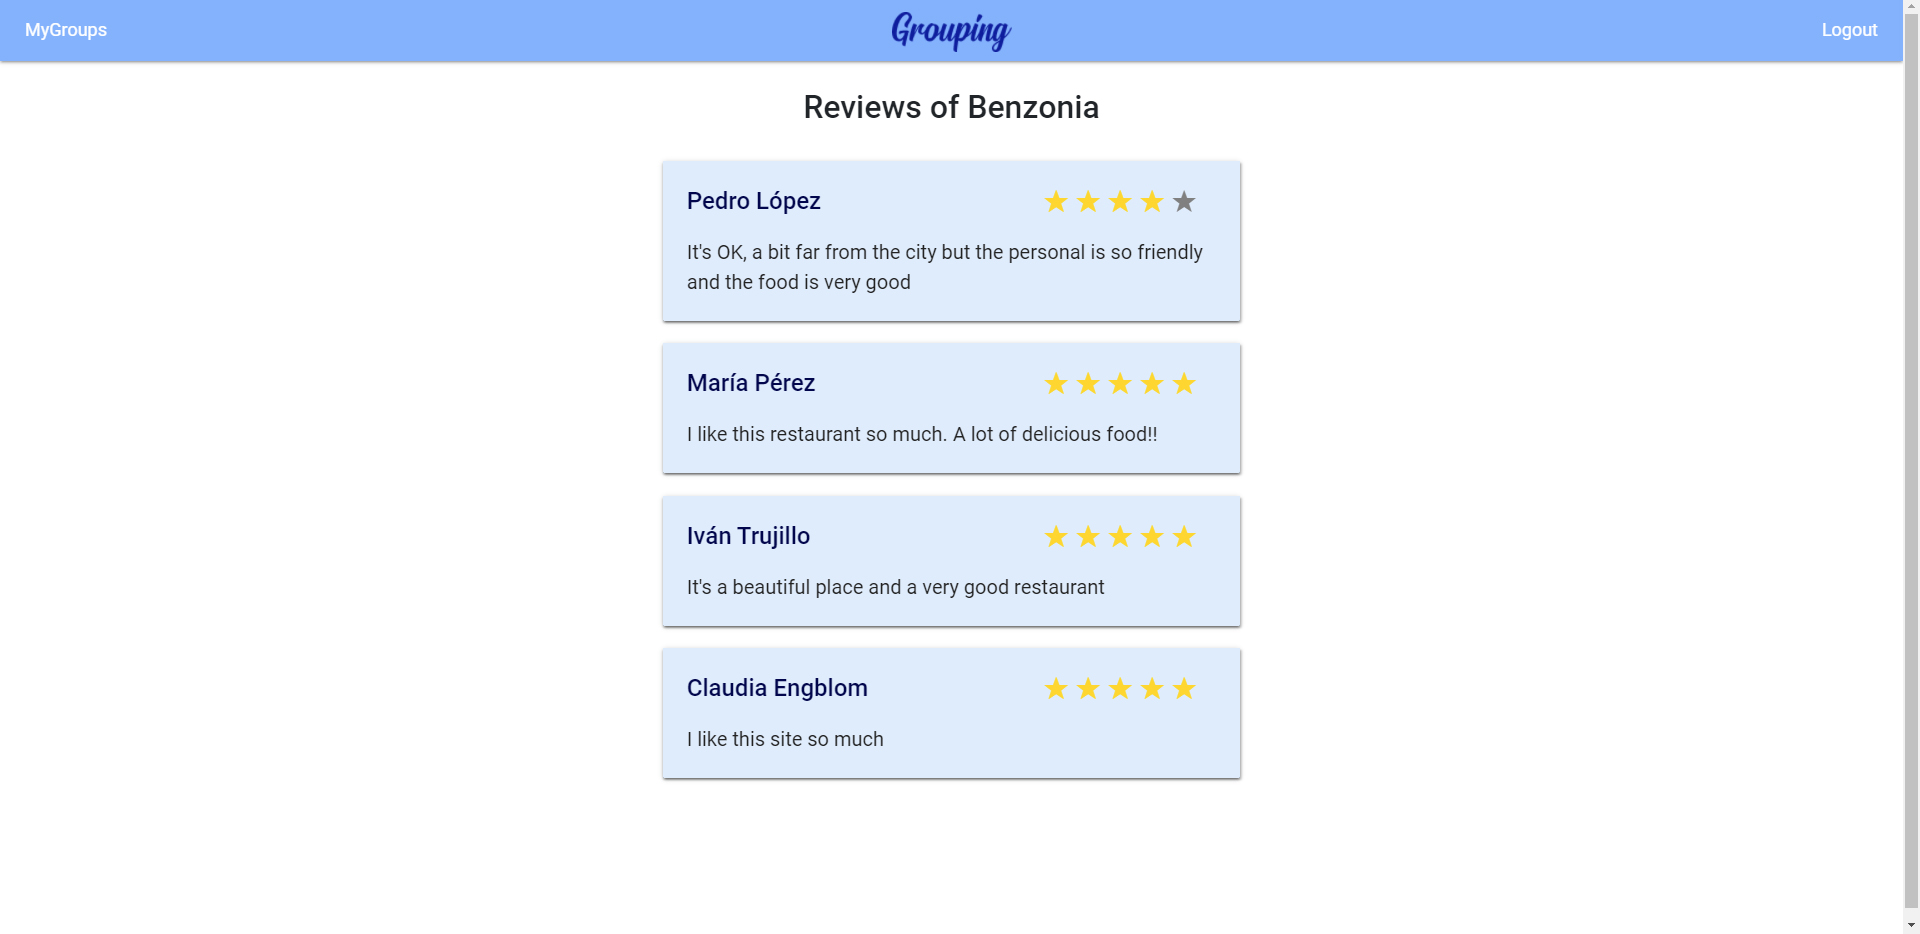 MyGroups
Grouping
Logout
Reviews of Benzonia
Pedro López
It's OK, a bit far from the city but the personal is so friendly
and the food is very good
María Pérez
I like this restaurant so much. A lot of delicious food!!
Iván Trujillo
It's a beautiful place and a very good restaurant
Claudia Engblom
I like this site so much